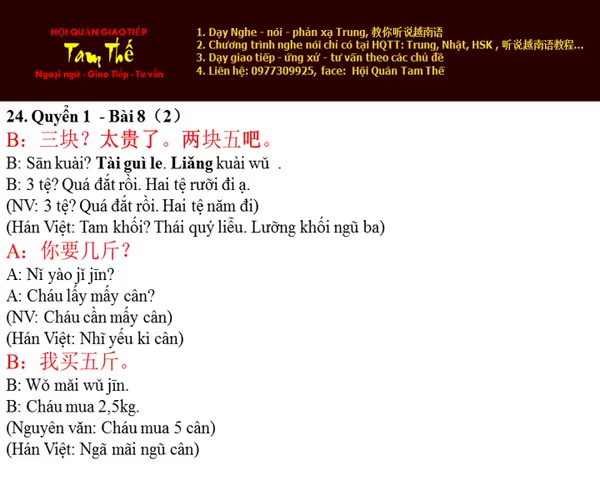 HỘI QUÁN GIAO TIẾP
Tam Thế
Ngoại ngữ - Giao Tiếp - Tư vấn
1. Dạy Nghe - nói - phản xạ Trung, 教你听说越南语
2. Chương trình nghe nói chỉ có tại HQTT: Trung, Nhật, HSK , 听说越南语教程...
3. Dạy giao tiếp - ứng xử - tư vấn theo các chủ đề
4. Liên hệ: 0977309925, face: Hội Quán Tam Thế
24. Quyển 1 - Bài 8（2）
B：三块？太贵了。两块五吧。
B: Sān kuài? Tài guì le. Liǎng kuài wǔ .
B: 3 tệ? Quá đắt rồi. Hai tệ rưỡi đi ạ.
(NV: 3 tệ? Quá đắt rồi. Hai tệ năm đi)
(Hán Việt: Tam khối? Thái quý liễu. Lưỡng khối ngũ ba)
A：你要几斤？
A: Nǐ yào jǐ jīn?
A: Cháu lấy mấy cân?
(NV: Cháu cần mấy cân)
(Hán Việt: Nhĩ yếu ki cân)
B：我买五斤。
B: Wǒ mǎi wǔ jīn.
B: Cháu mua 2,5kg.
(Nguyên văn: Cháu mua 5 cân)
(Hán Việt: Ngã mãi ngũ cân)